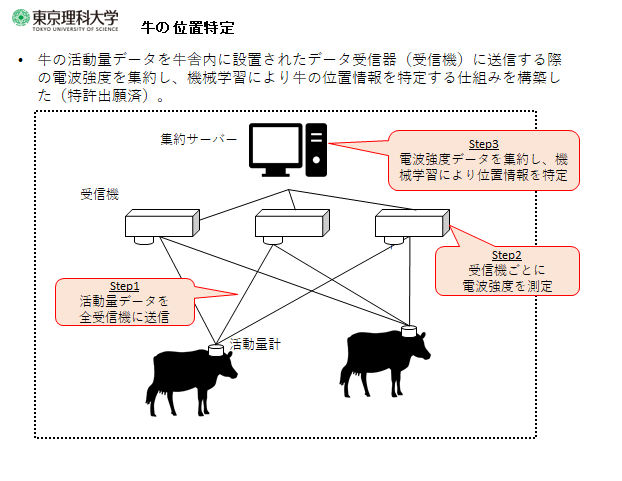 東京理科大学
TOKYO UNIVERSITY OF SCIENCE
牛の位置特定
• 牛の活動量データを牛舎内に設置されたデータ受信器（受信機）に送信する際
の電波強度を集約し、機械学習により牛の位置情報を特定する仕組みを構築し
た（特許出願済）。
集約サーバー
Step3
電波強度データを集約し、機
械学習により位置情報を特定
受信機
Step2
受信機ごとに
電波強度を測定
Step1
活動量データを
全受信機に送信
活動量計